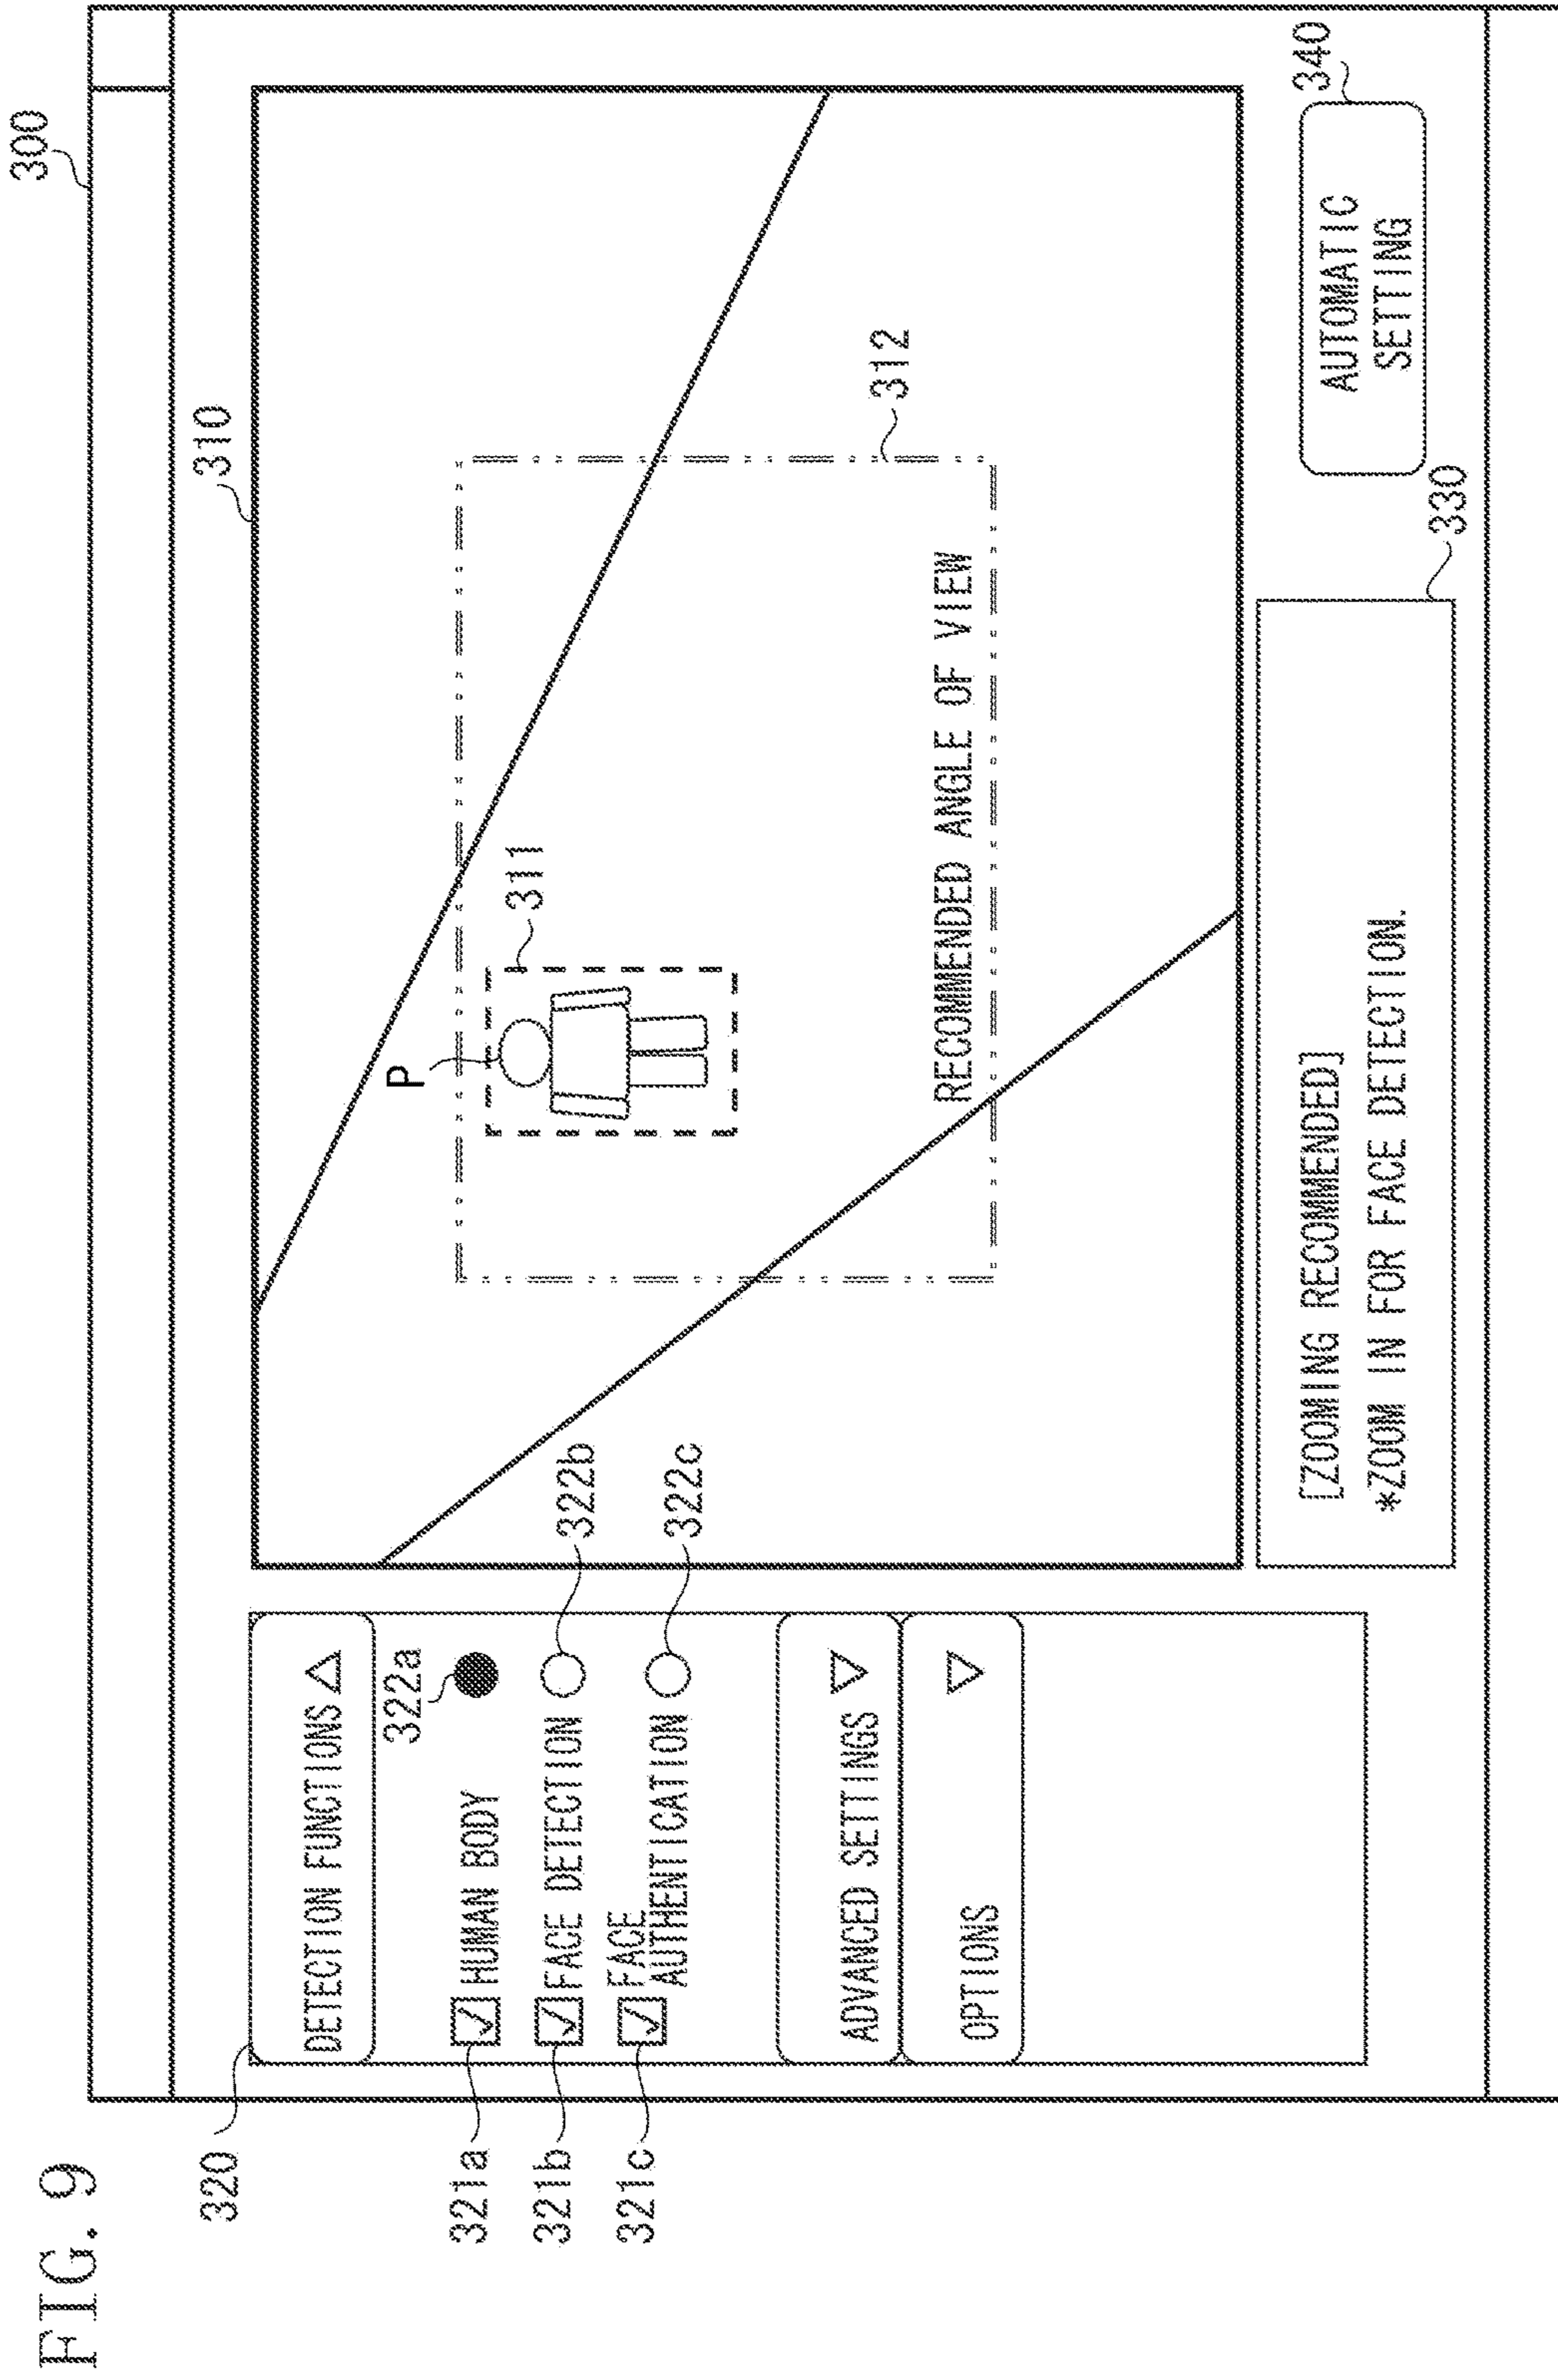 FIG. 9
300
310
320
DETECTION FUNCTIONS △
322a
321a
HUMAN BODY
321b
FACE DETECTION
322b
321c
FACE
AUTHENTICATION
322c
ADVANCED SETTINGS ▽
OPTIONS ▽
P
311
312
RECOMMENDED ANGLE OF VIEW
[ZOOMING RECOMMENDED]
*ZOOM IN FOR FACE DETECTION.
330
AUTOMATIC
SETTING
340